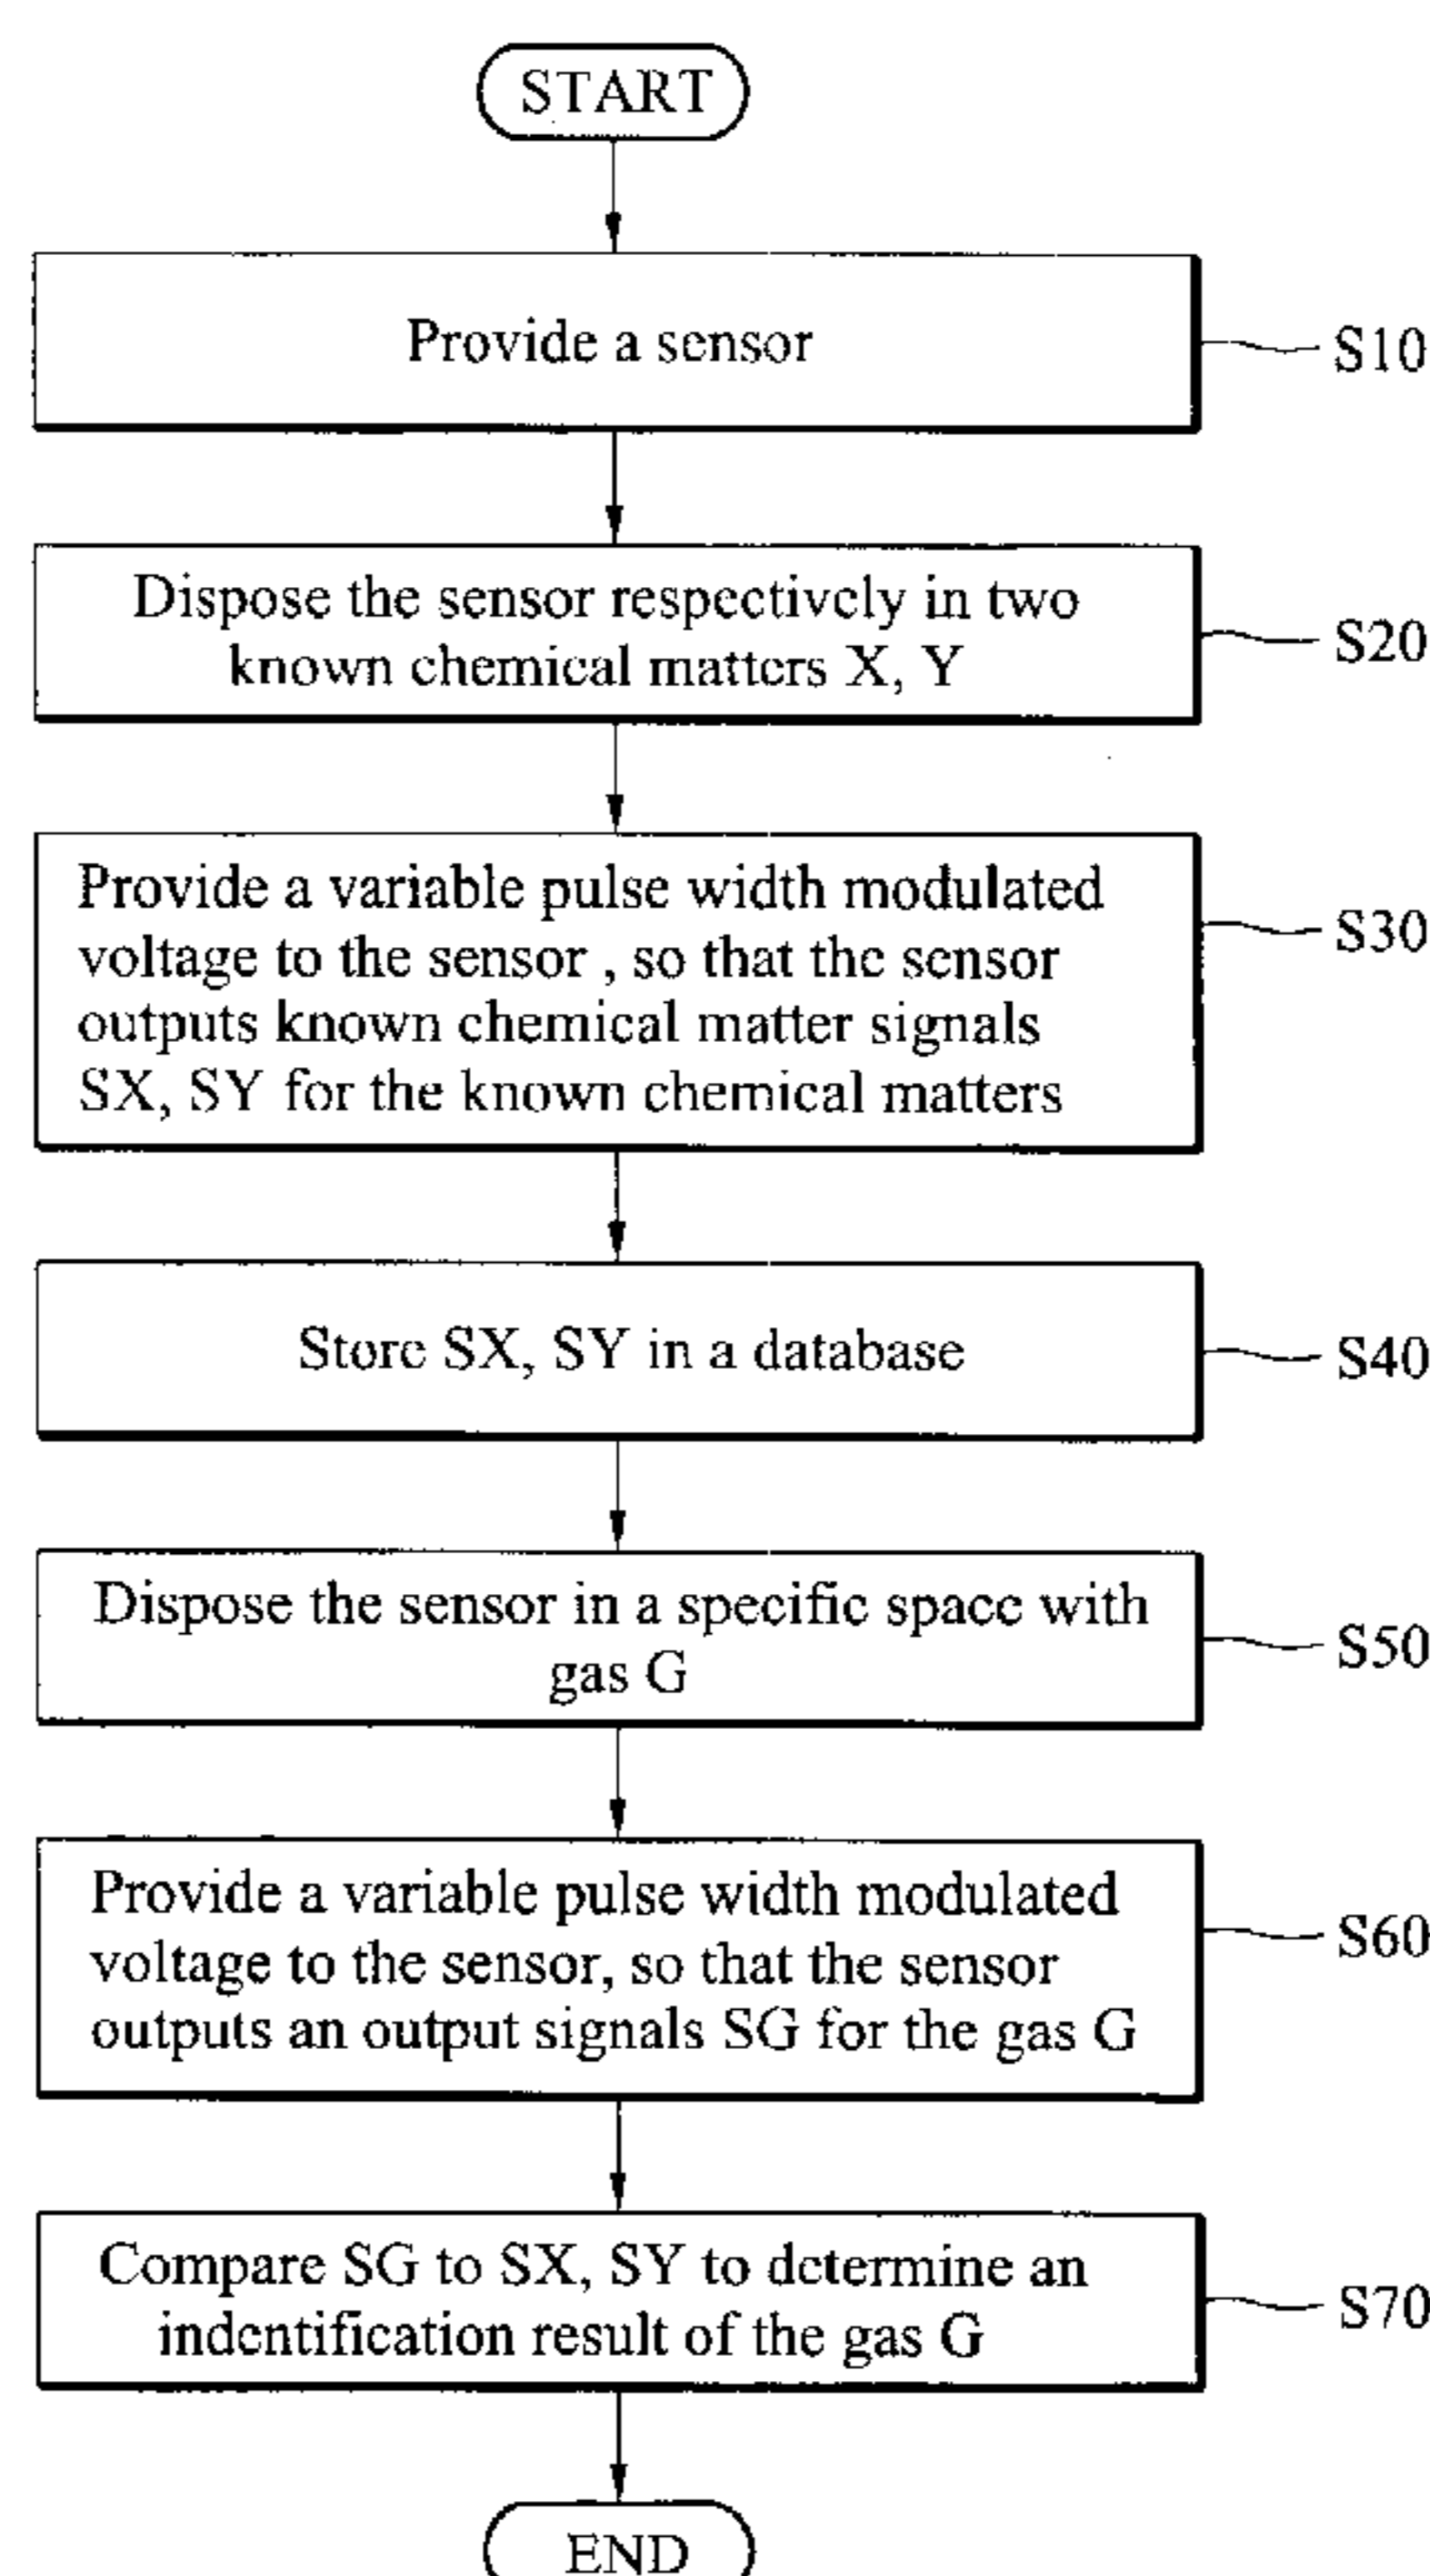 START
Provide a sensor
S10
Dispose the sensor respectively in two
known chemical matters X, Y
S20
Provide a variable pulse width modulated
voltage to the sensor , so that the sensor
outputs known chemical matter signals
SX, SY for the known chemical matters
S30
Store SX, SY in a database
S40
Dispose the sensor in a specific space with
gas G
S50
Provide a variable pulse width modulated
voltage to the sensor, so that the sensor
outputs an output signals SG for the gas G
S60
Compare SG to SX, SY to determine an
indentification result of the gas G
S70
END